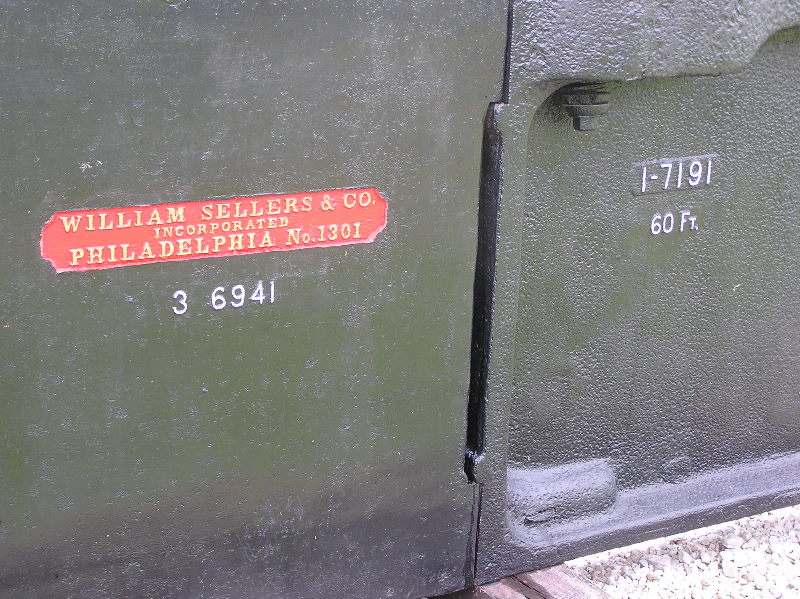 WILLIAM SELLERS & CO.
INCORPORATED
PHILADELPHIA No. 1301
3 6941
1-7191
60 FT.